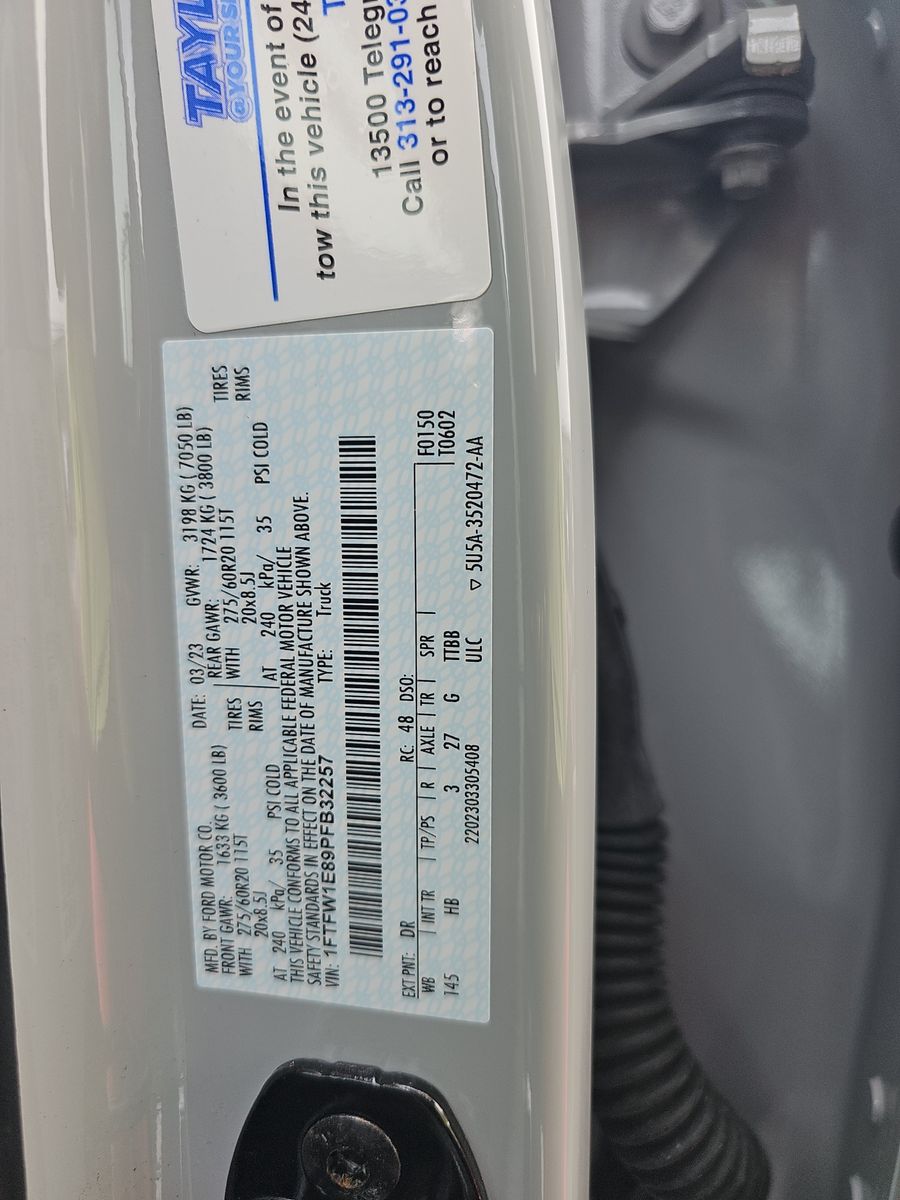 TAYL
@YOURS
In the event of
tow this vehicle (24
T
13500 Teleg
Call 313-291-03
or to reach
MFD. BY FORD MOTOR CO. DATE: 03/23 GVWR: 3198 KG ( 7050 LB)
FRONT GAWR: 1633 KG ( 3600 LB) REAR GAWR: 1724 KG ( 3800 LB)
WITH 275/60R20 115T TIRES WITH 275/60R20 115T TIRES
20x8.5J RIMS 20x8.5J RIMS
AT 240 kPa/ 35 PSI COLD AT 240 kPa/ 35 PSI COLD
THIS VEHICLE CONFORMS TO ALL APPLICABLE FEDERAL MOTOR VEHICLE
SAFETY STANDARDS IN EFFECT ON THE DATE OF MANUFACTURE SHOWN ABOVE.
VIN: 1FTFW1E89PFB32257 TYPE: Truck
EXT PNT: DR RC: 48 DSO:
WB INT TR TP/PS R AXLE TR SPR F0150
145 HB 3 27 G TTBB T0602
2202303305408 ULC ▽ 5U5A-3520472-AA